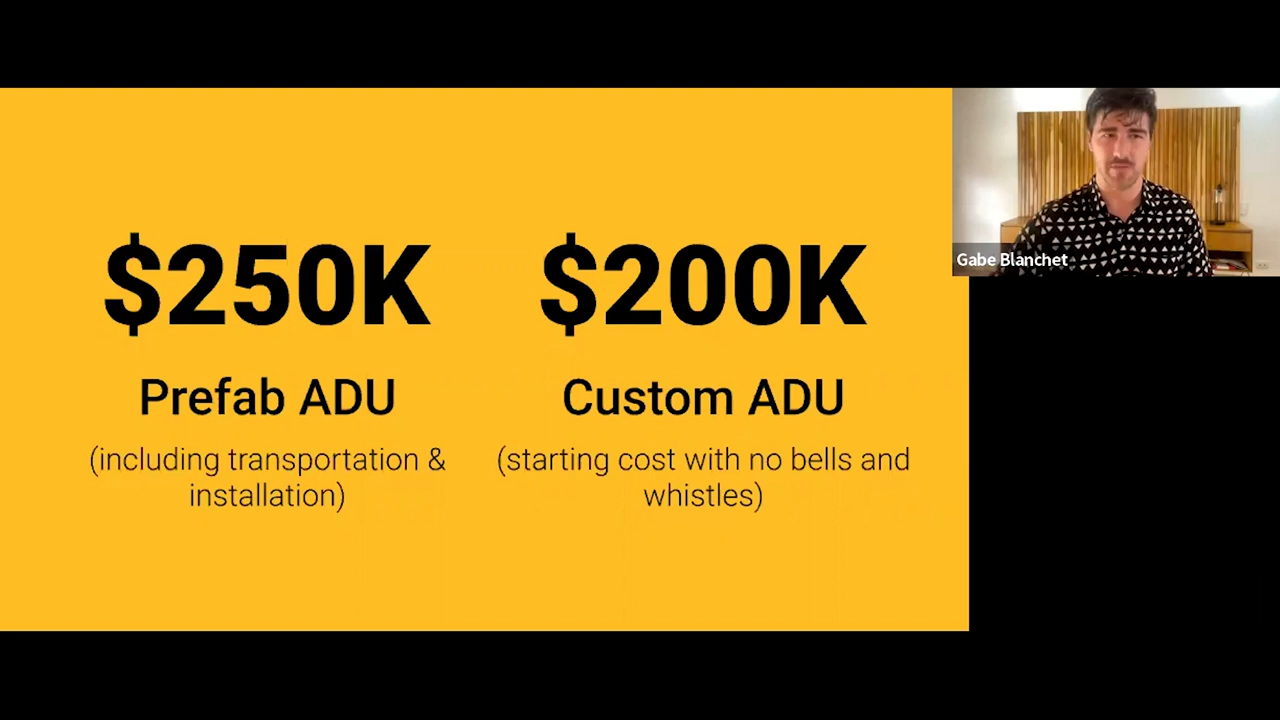 $250K
Prefab ADU
(including transportation &
installation)
$200K
Custom ADU
(starting cost with no bells and
whistles)
Gabe Blanchet